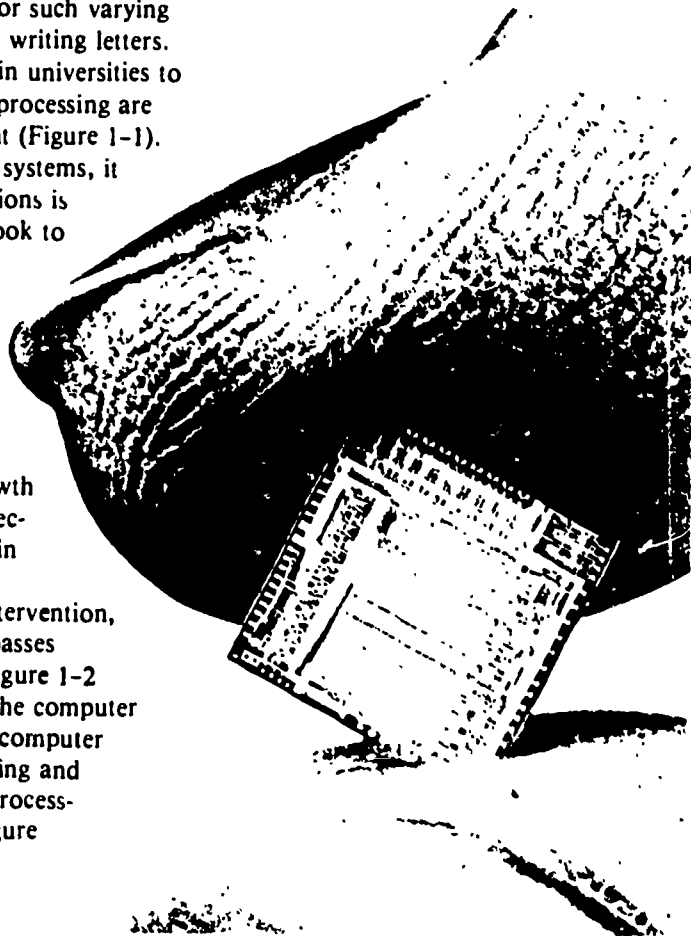 or such varying
writing letters.
in universities to
processing are
t (Figure 1-1).
systems, it
ions is
ook to
wth
ec-
in
tervention,
asses
gure 1-2
he computer
computer
ing and
rocess-
gure